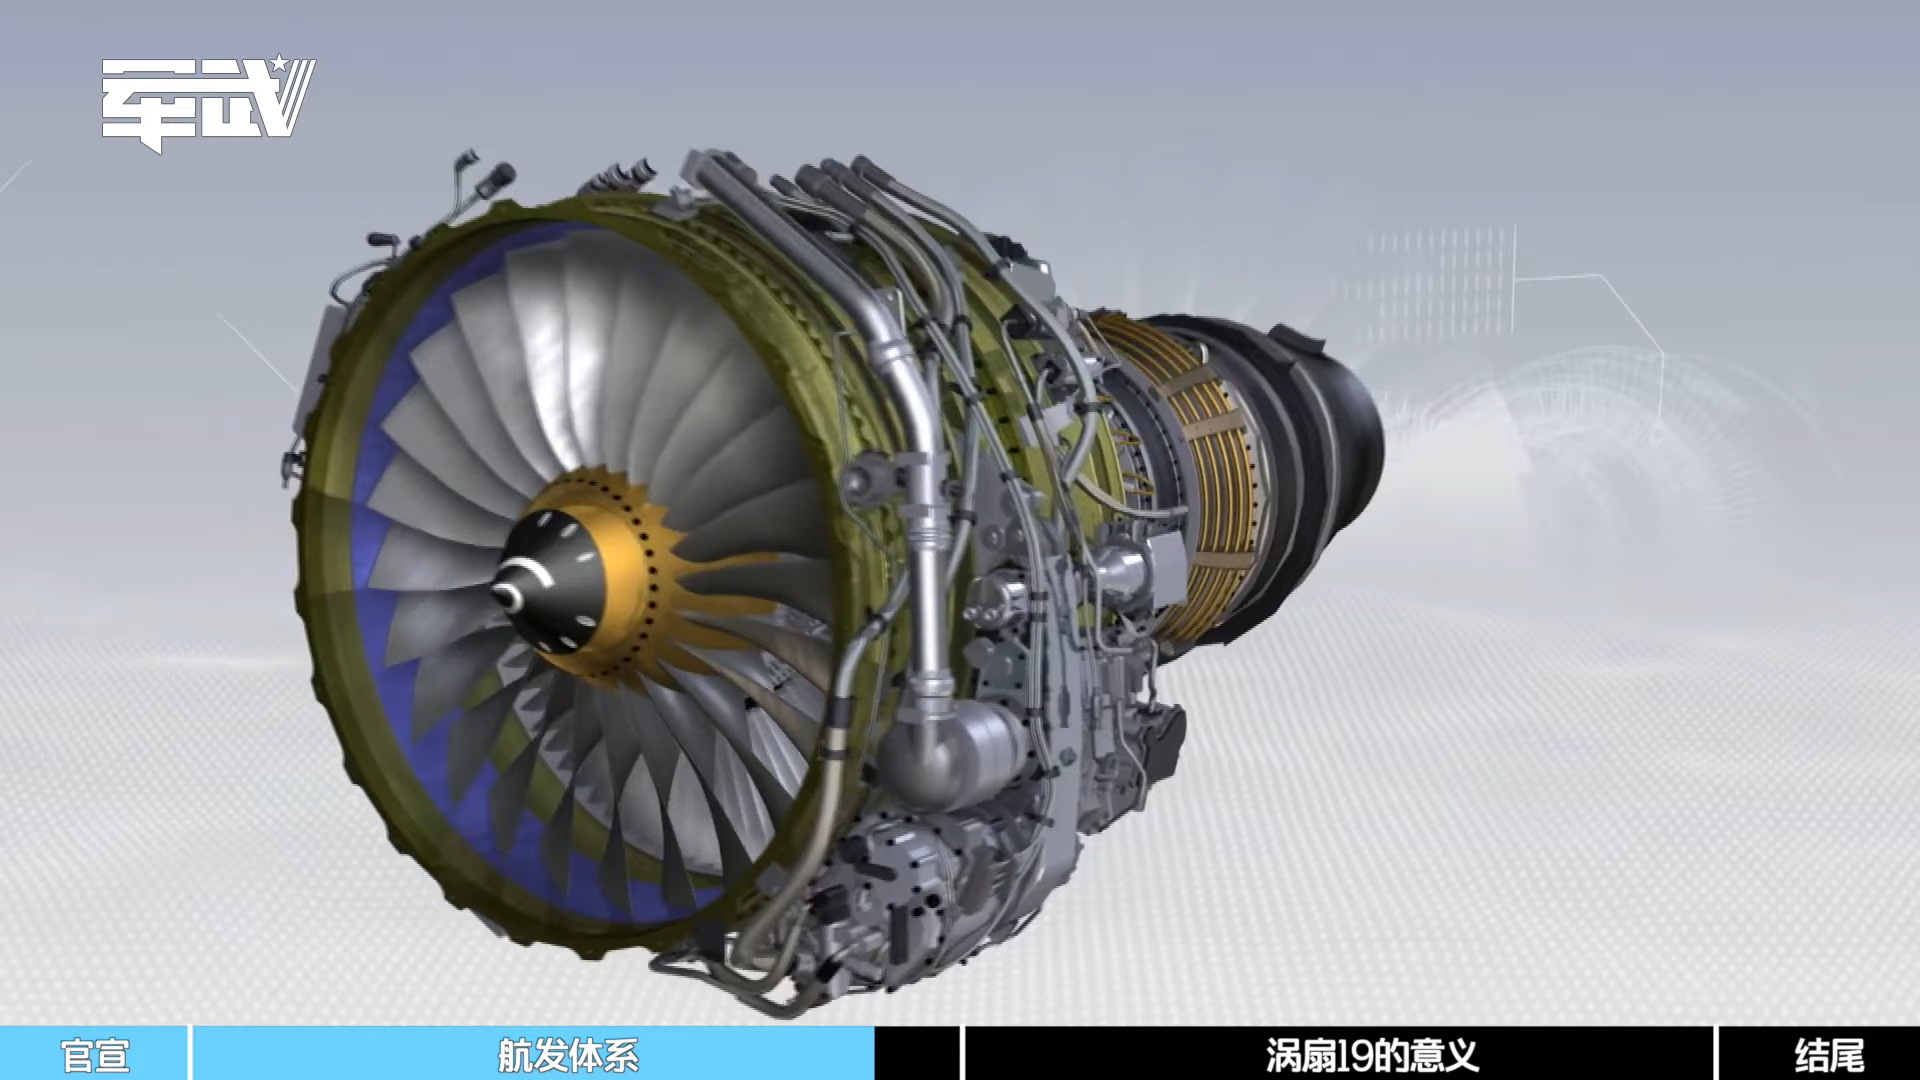 军武
官宣
航发体系
涡扇19的意义
结尾